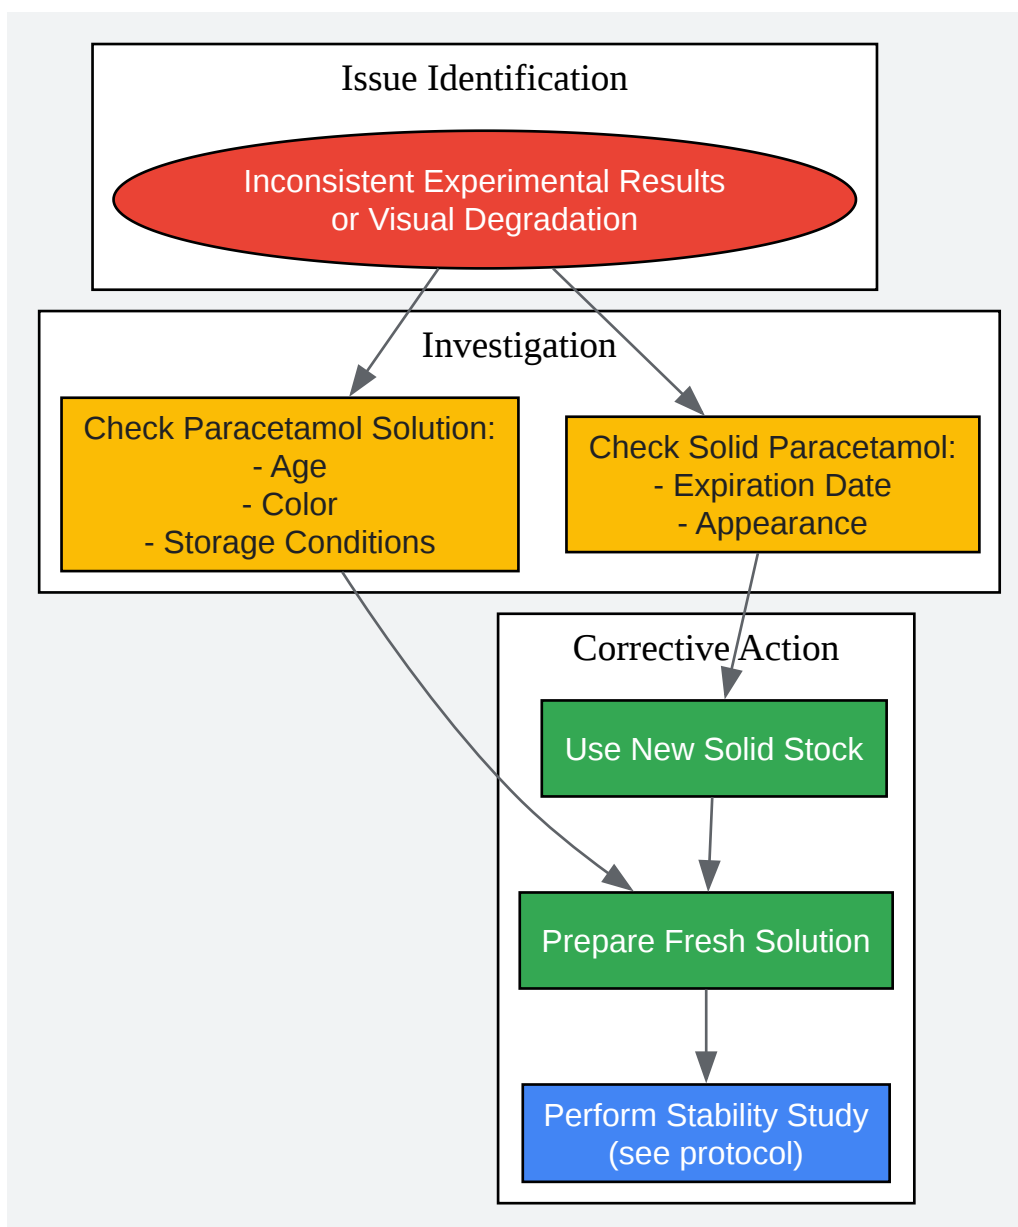 Issue Identification
Inconsistent Experimental Results
or Visual Degradation
Investigation
Check Paracetamol Solution:
- Age
- Color
- Storage Conditions
Check Solid Paracetamol:
- Expiration Date
- Appearance
Corrective Action
Use New Solid Stock
Prepare Fresh Solution
Perform Stability Study
(see protocol)